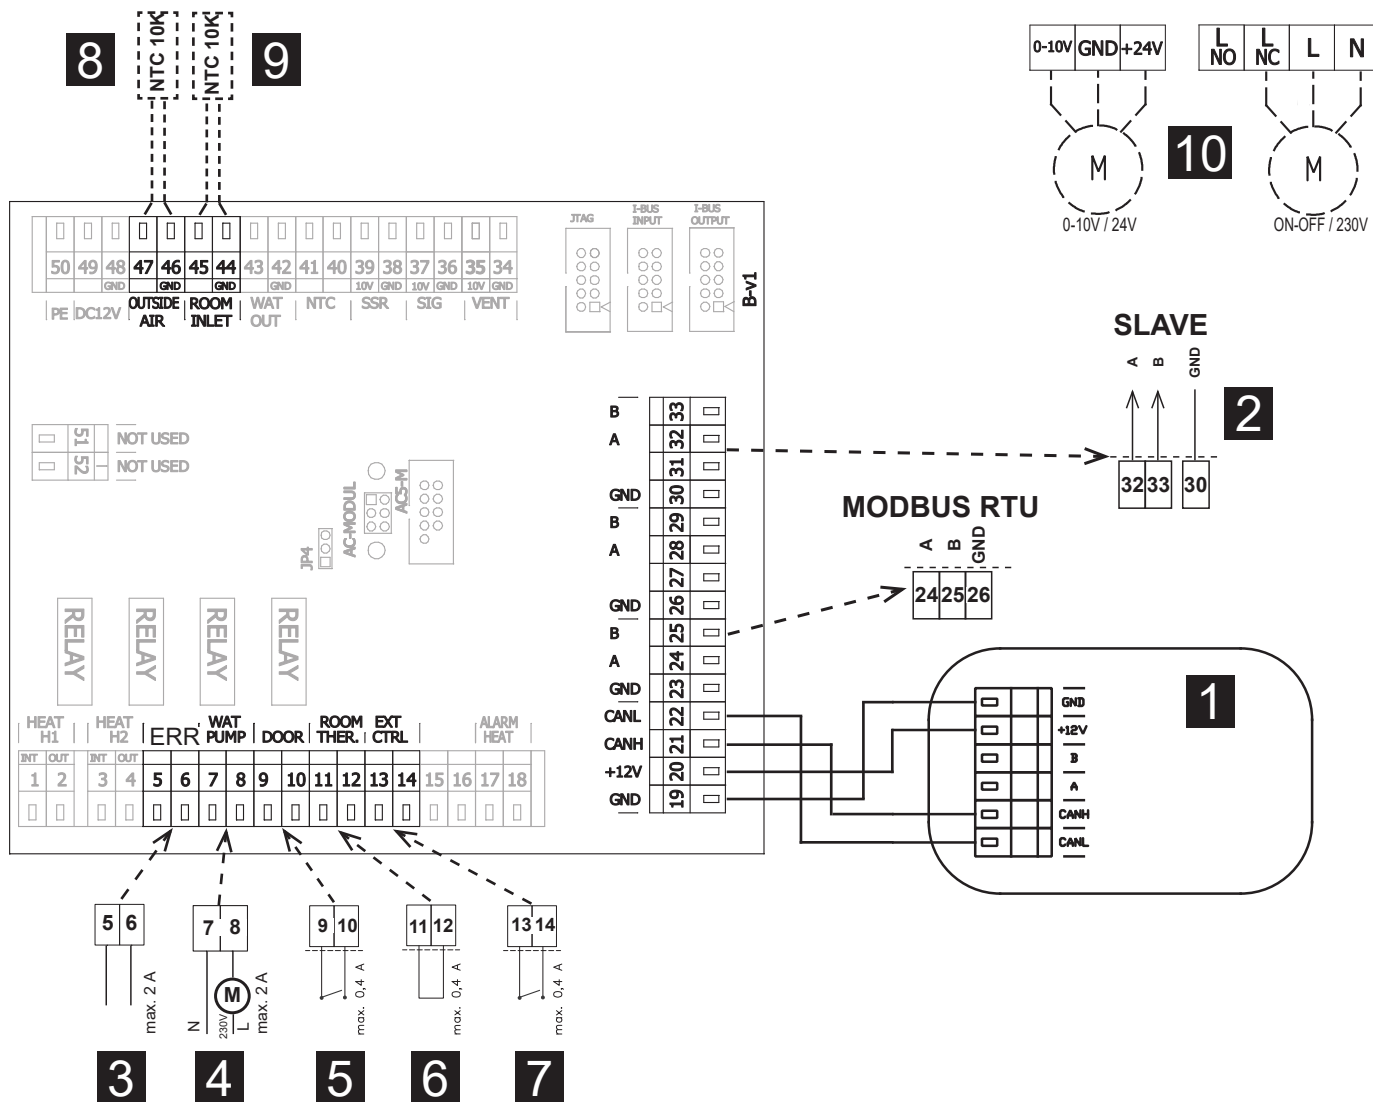 8
NTC 10K
NTC 10K
9
0-10V GND +24V
L NO
L NC
L
N
M
10
M
0-10V / 24V
ON-OFF / 230V
50 49 48 47 46 45 44 43 42 41 40 39 38 37 36 35 34
GND GND GND GND 10V GND 10V GND 10V GND
PE DC12V
OUTSIDE AIR
ROOM INLET
WAT OUT
NTC
SSR
SIG
VENT
JTAG
I-BUS INPUT
I-BUS OUTPUT
B-v1
SLAVE
A B GND
2
32 33 30
51 NOT USED
52 NOT USED
JP4
AC-MODUL
AC5-M
B 33
A 32
31
GND 30
B 29
A 28
27
GND 26
B 25
A 24
GND 23
CANL 22
CANH 21
+12V 20
GND 19
MODBUS RTU
A B GND
24 25 26
1
GND
+12V
B
A
CANH
CANL
RELAY
RELAY
RELAY
RELAY
HEAT H1
HEAT H2
ERR
WAT PUMP
DOOR
ROOM THER.
EXT CTRL
ALARM HEAT
INT OUT INT OUT
1 2 3 4 5 6 7 8 9 10 11 12 13 14 15 16 17 18
5 6
max. 2 A
7 8
M
N
230V
L
max. 2 A
9 10
max. 0,4 A
11 12
max. 0,4 A
13 14
max. 0,4 A
3
4
5
6
7